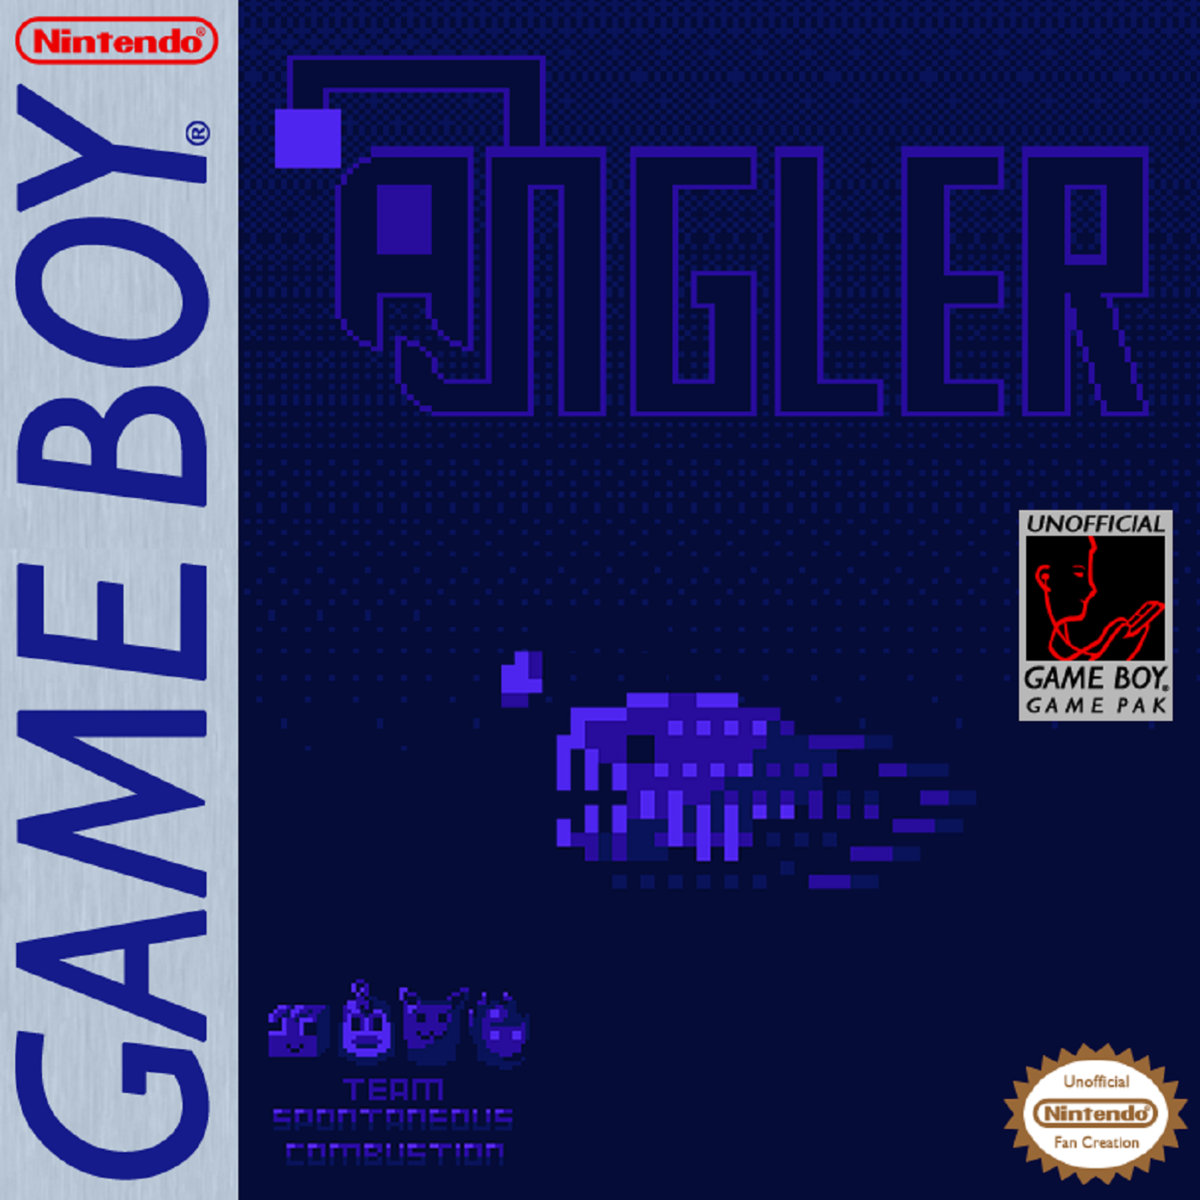 Nintendo®
GAME BOY®
ANGLER
UNOFFICIAL
GAME BOY®
GAME PAK
TEAM
SPONTANEOUS
COMBUSTION
Unofficial
Nintendo®
Fan Creation